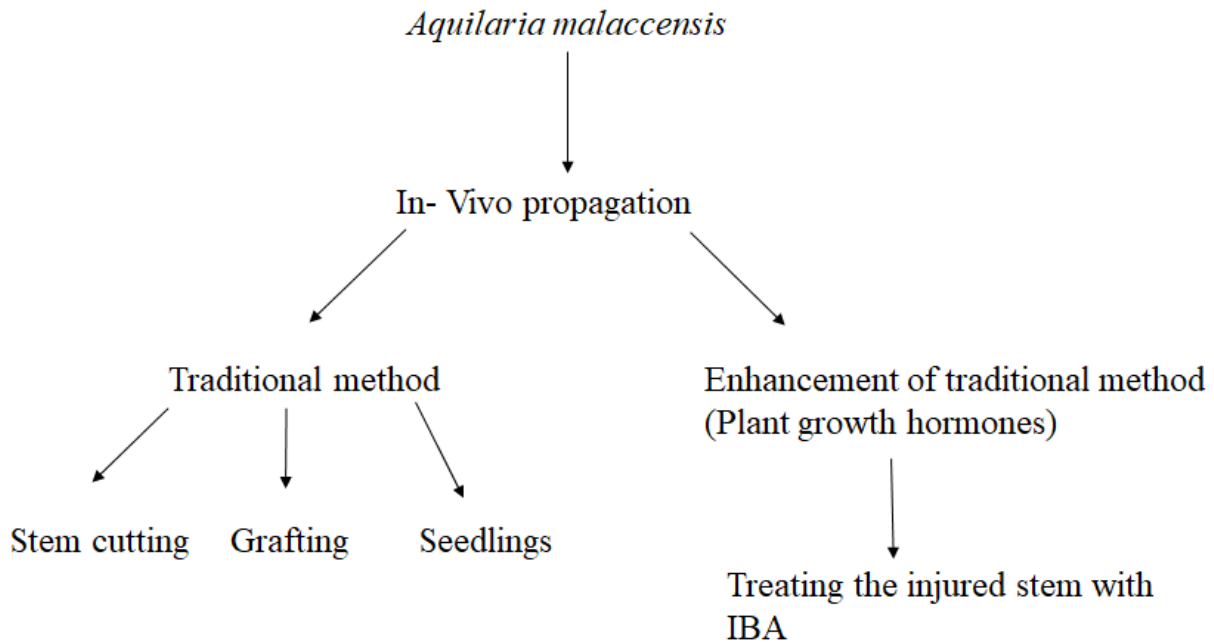 Aquilaria malaccensis
In- Vivo propagation
Traditional method
Enhancement of traditional method
(Plant growth hormones)
Stem cutting
Grafting
Seedlings
Treating the injured stem with
IBA